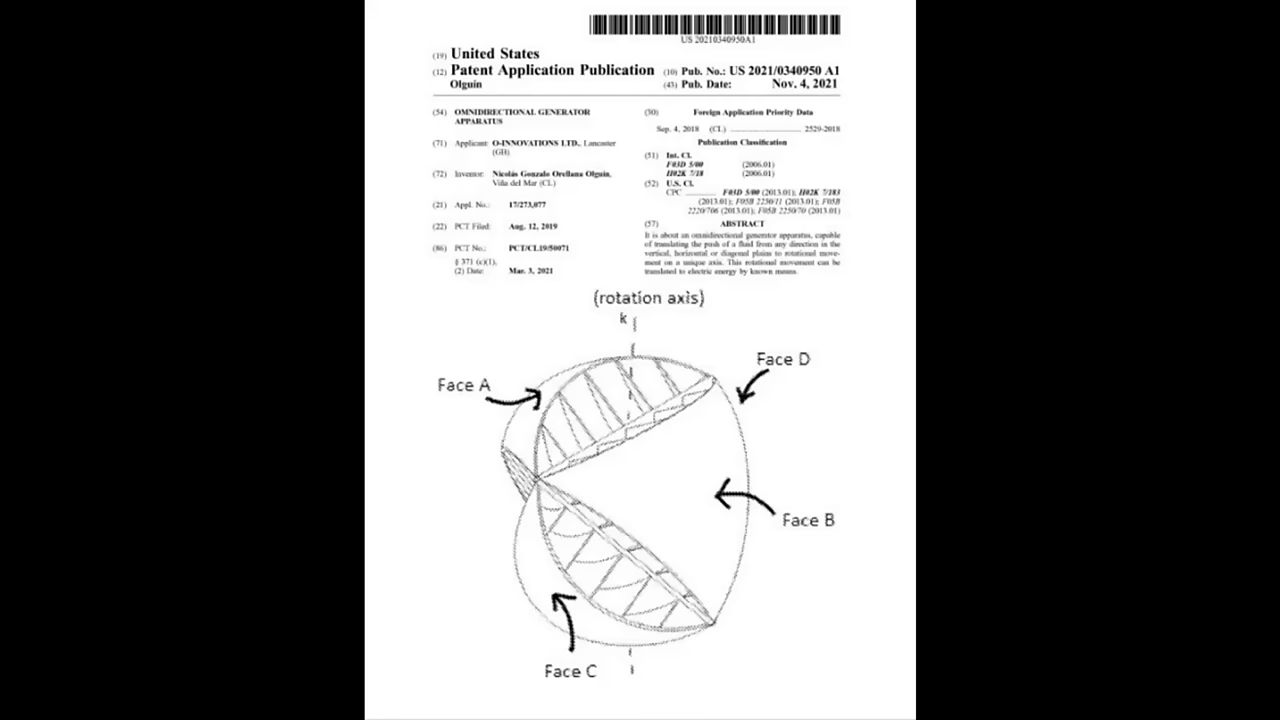 US 20210340950A1
(19) United States
(12) Patent Application Publication
Olguín
(10) Pub. No.: US 2021/0340950 A1
(43) Pub. Date: Nov. 4, 2021
(54) OMNIDIRECTIONAL GENERATOR
APPARATUS
(71) Applicant: O-INNOVATIONS LTD., Lancaster
(GB)
(72) Inventor: Nicolás Gonzalo Orellana Olguin,
Viña del Mar (CL)
(21) Appl. No.: 17/273,077
(22) PCT Filed: Aug. 12, 2019
(86) PCT No.: PCT/CL19/50071
§ 371 (c)(1),
(2) Date: Mar. 3, 2021
(30) Foreign Application Priority Data
Sep. 4, 2018 (CL) ........................ 2529-2018
Publication Classification
(51) Int. Cl.
F03D 5/00 (2006.01)
H02K 7/18 (2006.01)
(52) U.S. Cl.
CPC .......... F03D 5/00 (2013.01); H02K 7/183
(2013.01); F05B 2250/11 (2013.01); F05B
2220/706 (2013.01); F05B 2250/70 (2013.01)
(57) ABSTRACT
It is about an omnidirectional generator apparatus, capable
of translating the push of a fluid from any direction in the
vertical, horizontal or diagonal plains to rotational move-
ment on a unique axis. This rotational movement can be
translated to electric energy by known means.
(rotation axis)
k
Face D
Face A
Face B
Face C